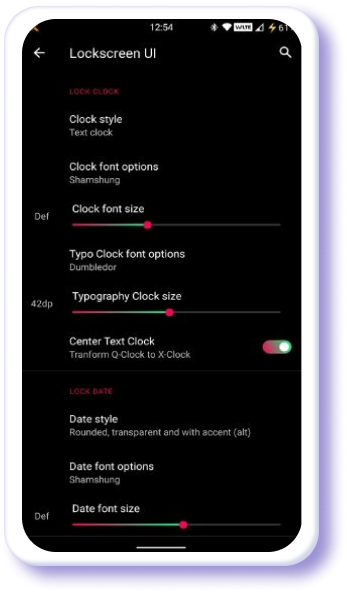 12:54
VoLTE
61
Lockscreen UI
LOCK CLOCK
Clock style
Text clock
Clock font options
Shamshung
Clock font size
Def
Typo Clock font options
Dumbledor
Typography Clock size
42dp
Center Text Clock
Tranform Q-Clock to X-Clock
LOCK DATE
Date style
Rounded, transparent and with accent (alt)
Date font options
Shamshung
Date font size
Def